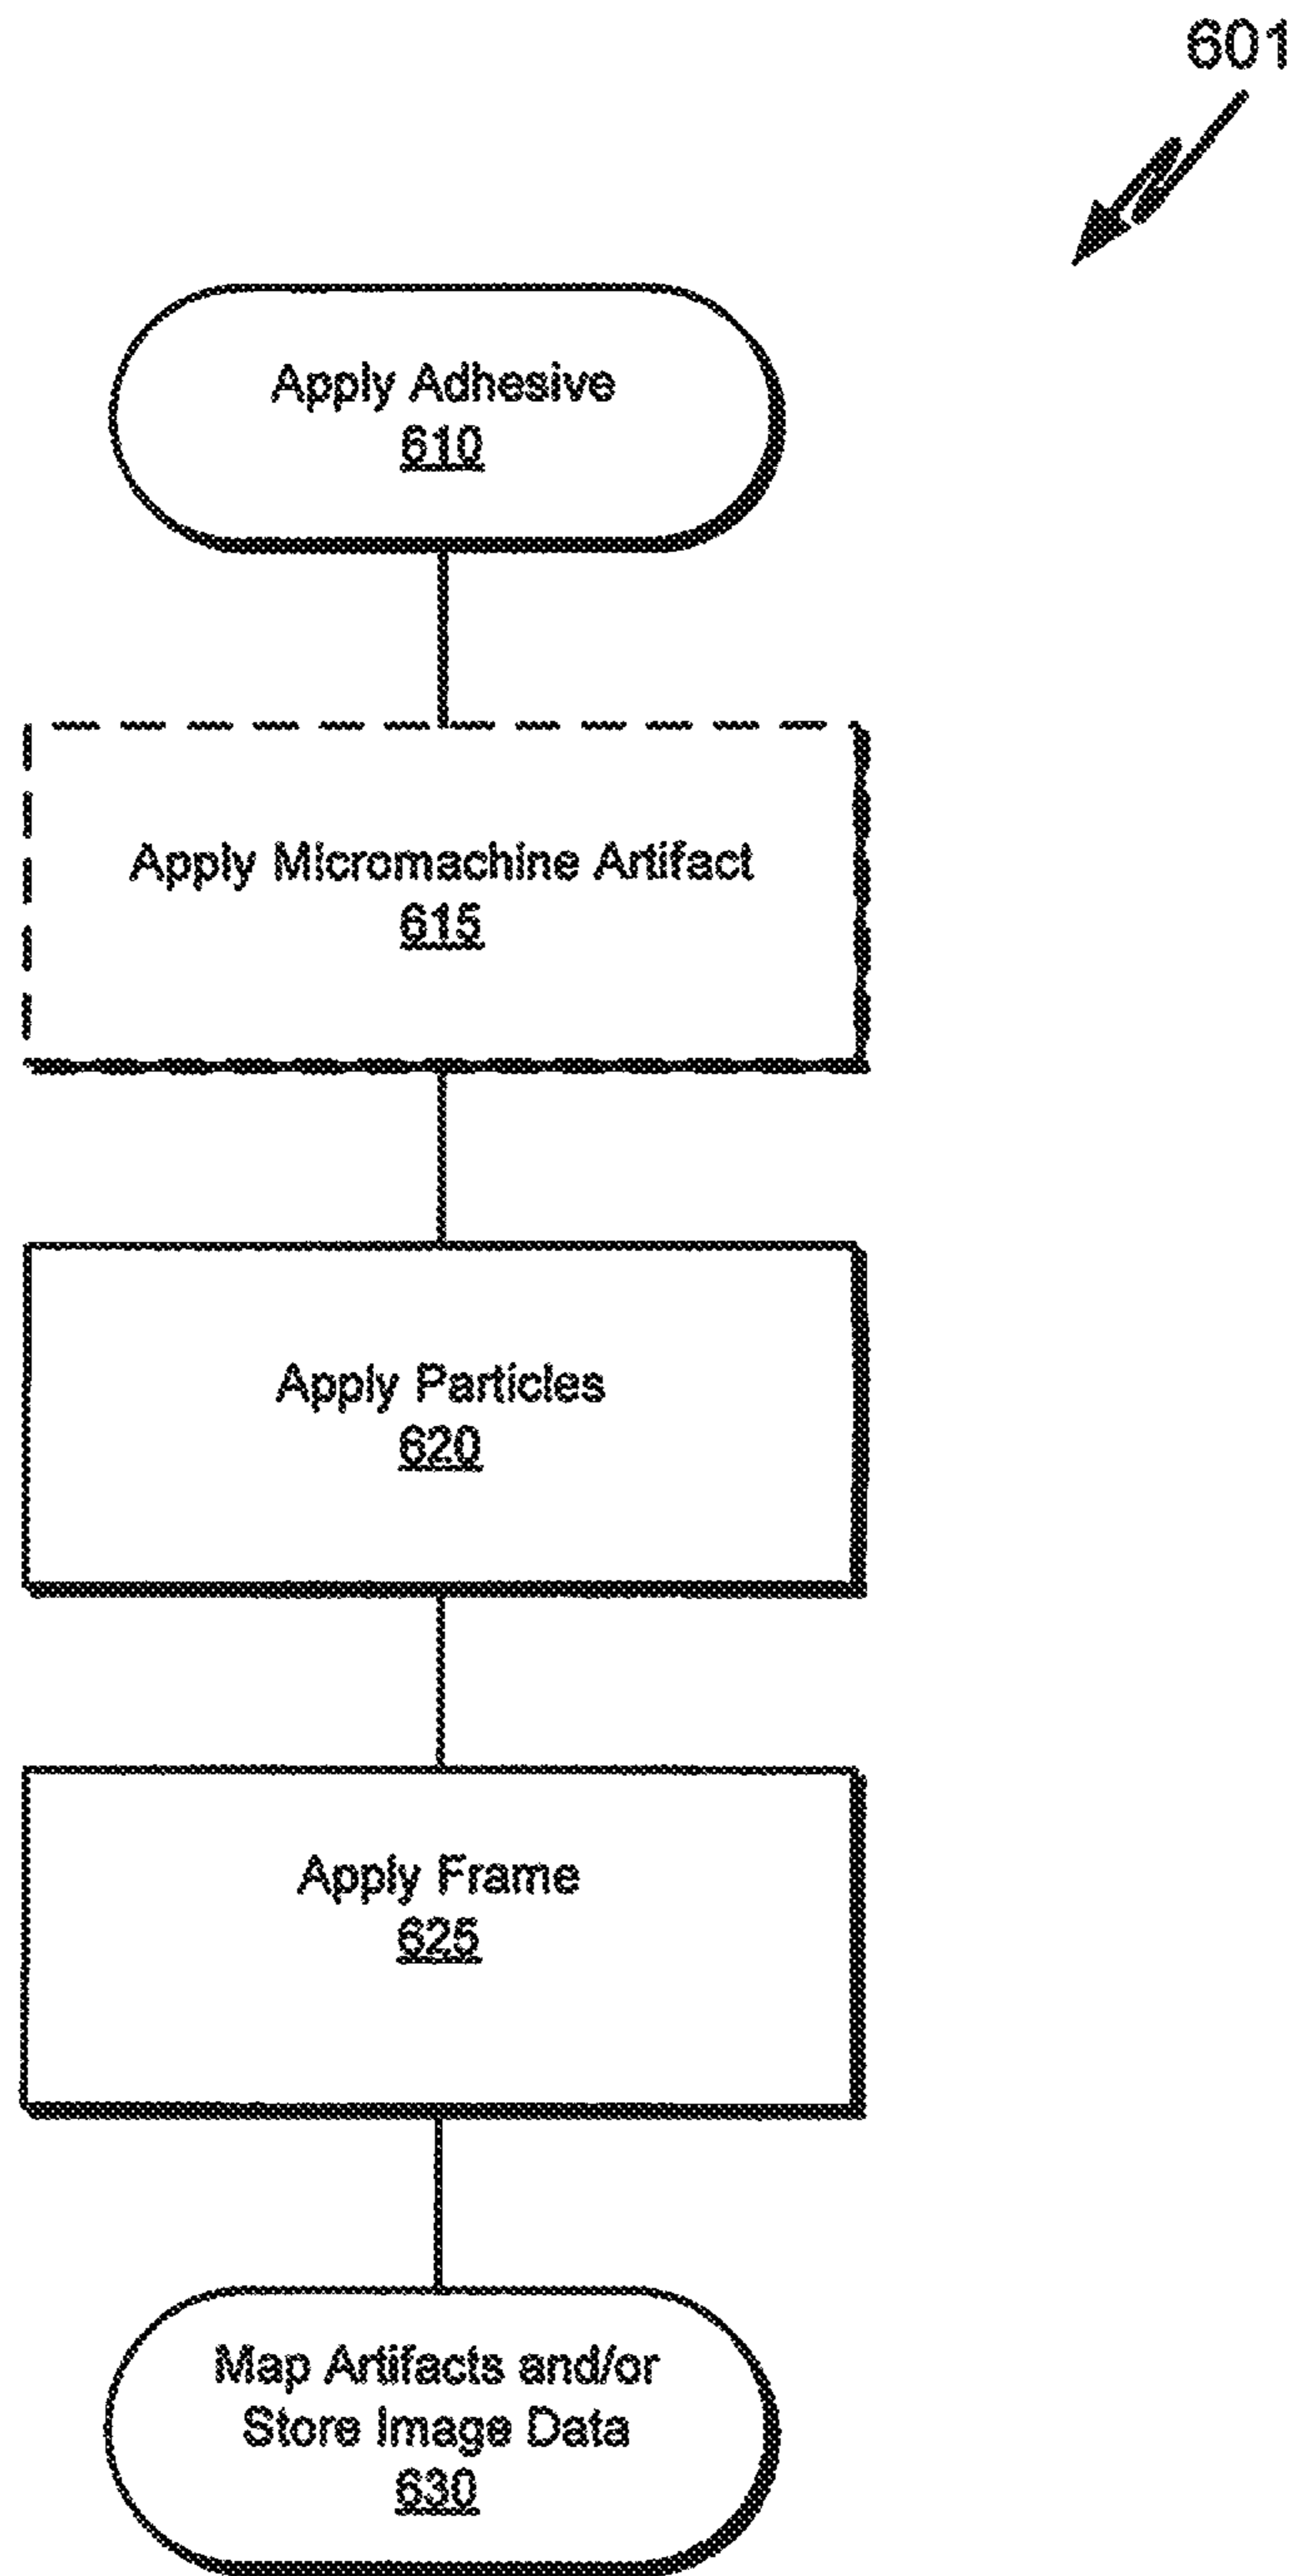 601
Apply Adhesive
610
Apply Micromachine Artifact
615
Apply Particles
620
Apply Frame
625
Map Artifacts and/or
Store Image Data
630